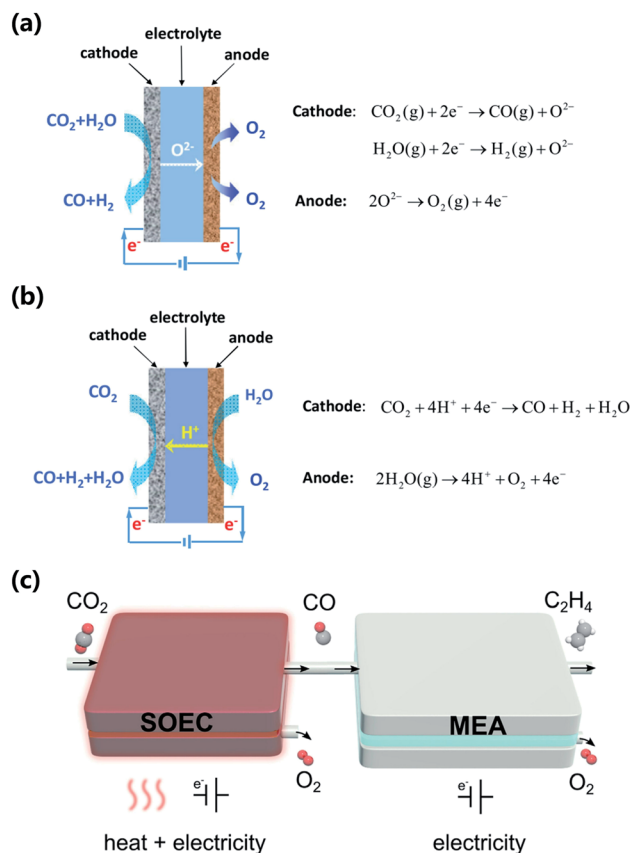 (a)
electrolyte
cathode
anode
CO₂+H₂O
O₂
O²⁻
CO+H₂
O₂
e⁻
e⁻
Cathode: CO₂(g) + 2e⁻ → CO(g) + O²⁻
H₂O(g) + 2e⁻ → H₂(g) + O²⁻
Anode: 2O²⁻ → O₂(g) + 4e⁻
(b)
electrolyte
cathode
anode
CO₂
H₂O
H⁺
CO+H₂+H₂O
O₂
e⁻
e⁻
Cathode: CO₂ + 4H⁺ + 4e⁻ → CO + H₂ + H₂O
Anode: 2H₂O(g) → 4H⁺ + O₂ + 4e⁻
(c)
CO₂
CO
C₂H₄
SOEC
MEA
O₂
O₂
e⁻
e⁻
heat + electricity
electricity